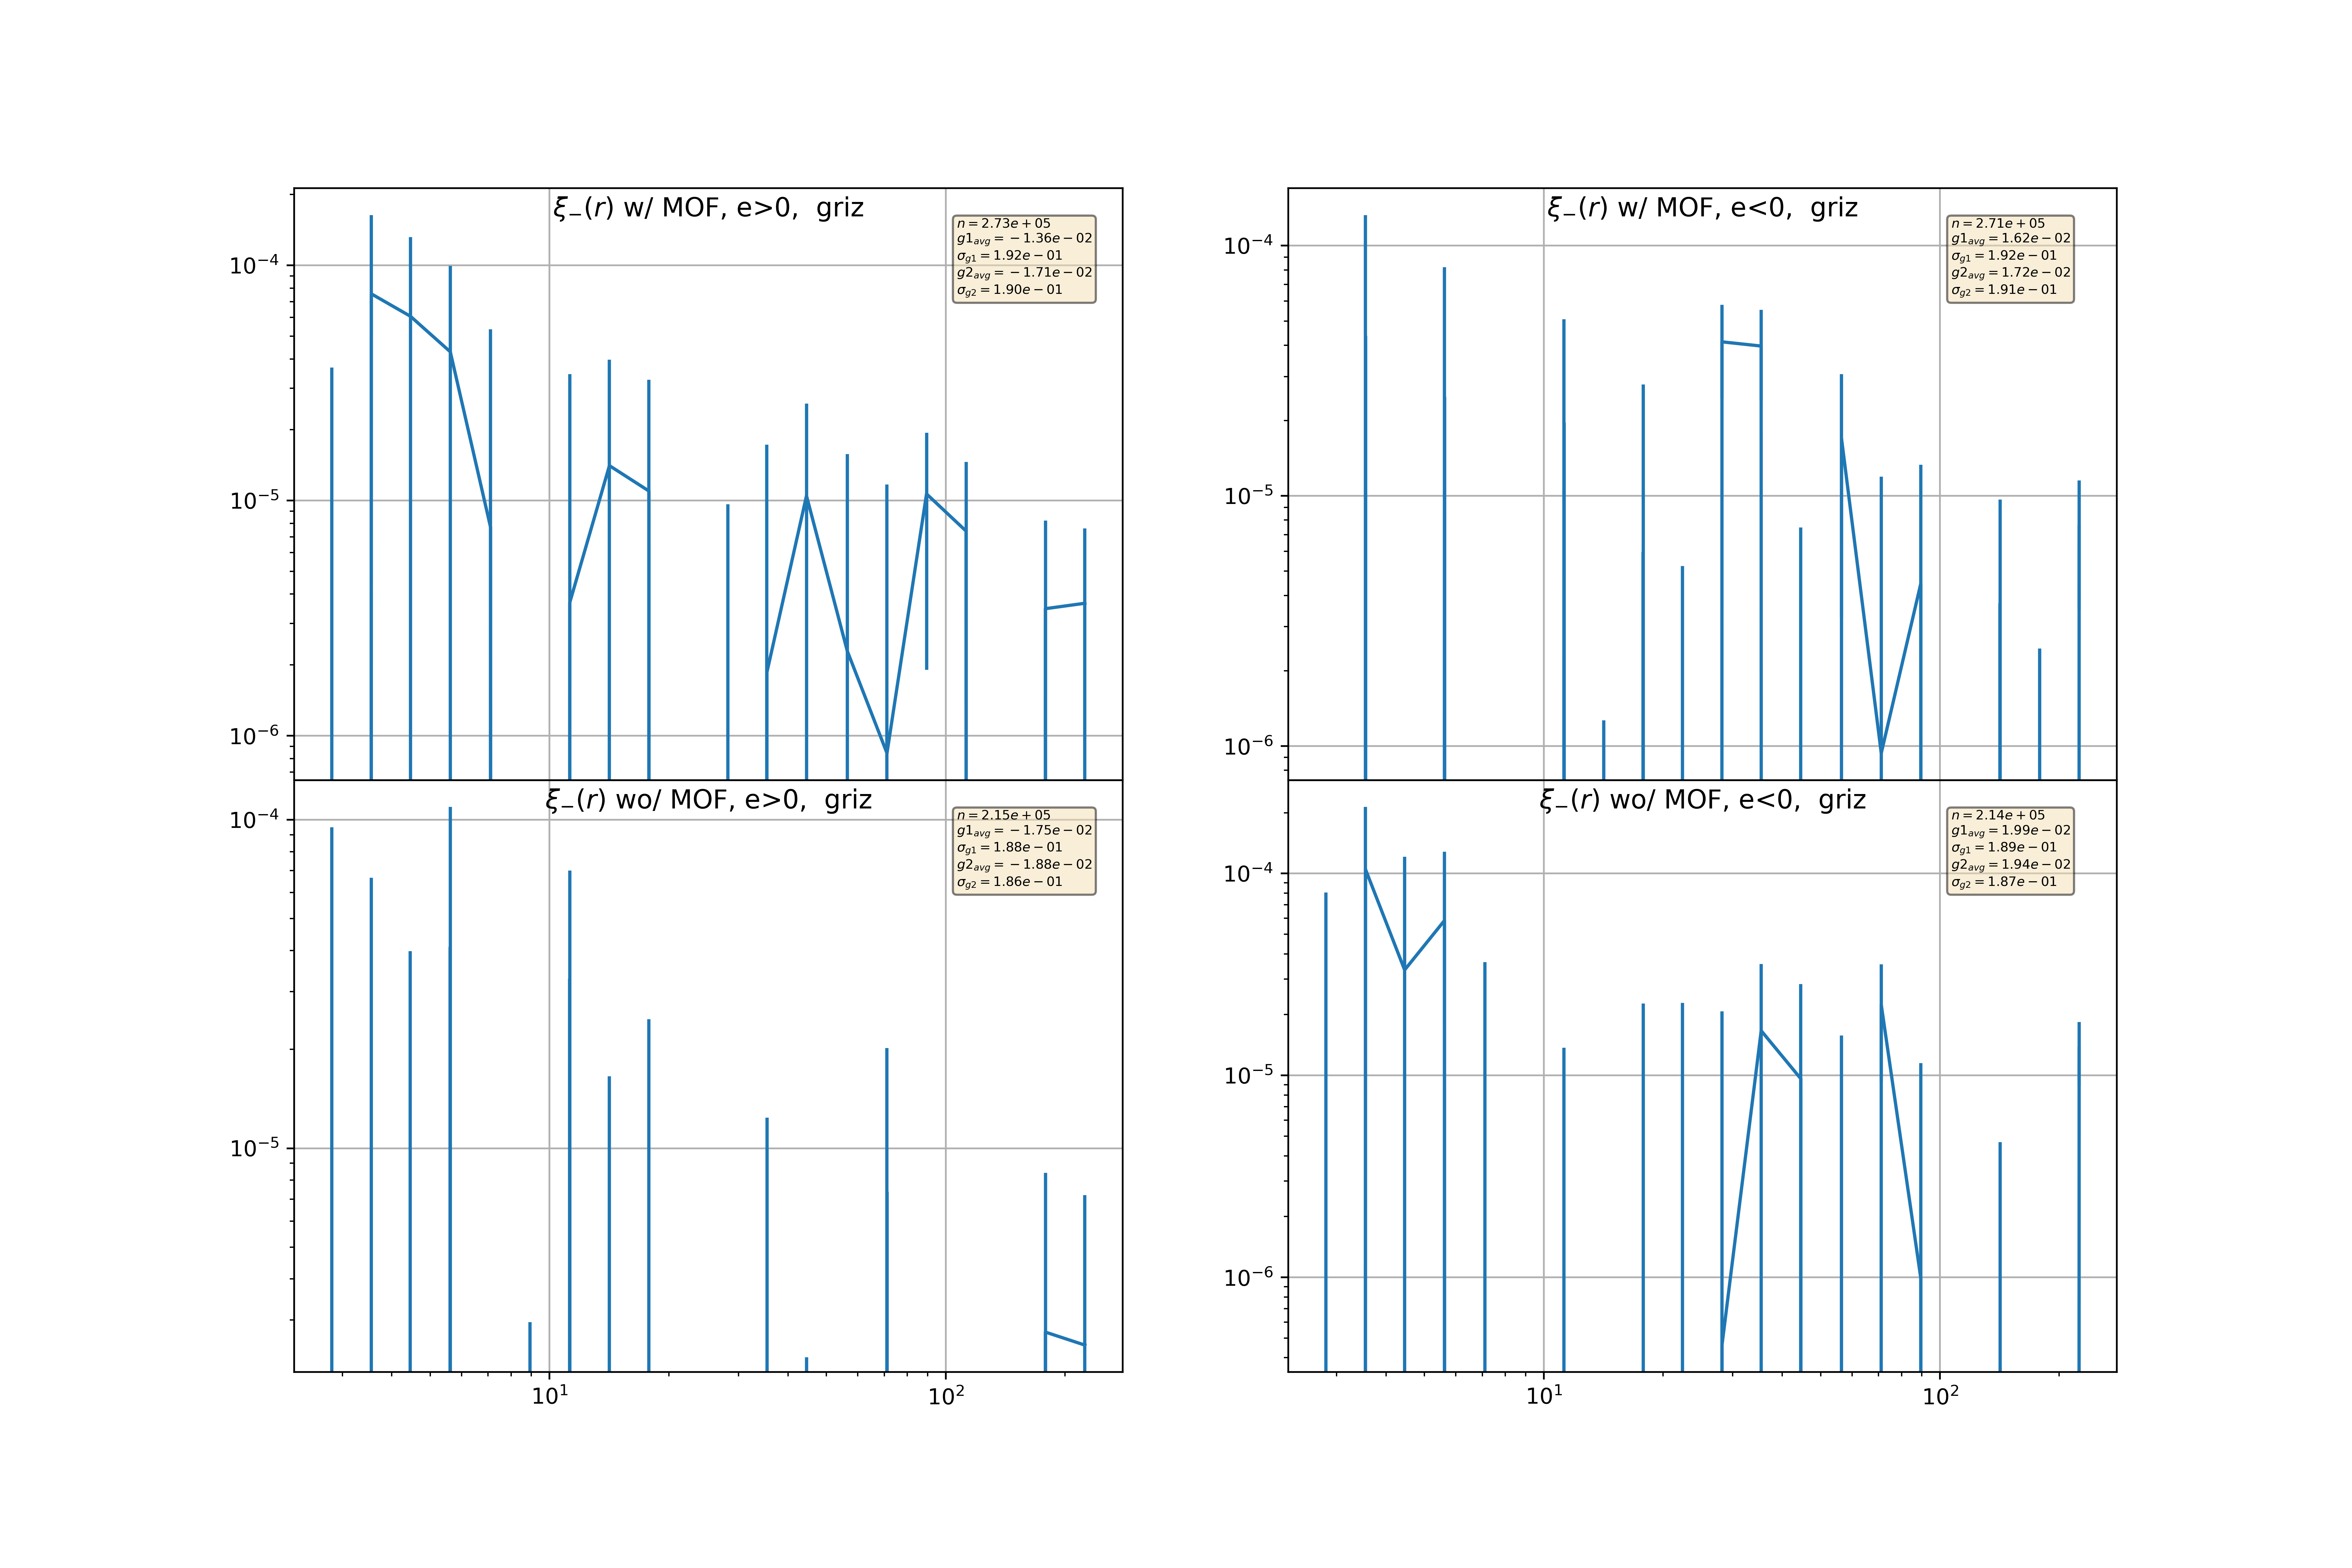 ξ₋(r) w/ MOF, e>0,  griz
n = 2.73e + 05
g1avg = − 1.36e − 02
σg1 = 1.92e − 01
g2avg = − 1.71e − 02
σg2 = 1.90e − 01
10⁻⁴
10⁻⁵
10⁻⁶
ξ₋(r) w/ MOF, e<0,  griz
n = 2.71e + 05
g1avg = 1.62e − 02
σg1 = 1.92e − 01
g2avg = 1.72e − 02
σg2 = 1.91e − 01
10⁻⁴
10⁻⁵
10⁻⁶
ξ₋(r) wo/ MOF, e>0,  griz
n = 2.15e + 05
g1avg = − 1.75e − 02
σg1 = 1.88e − 01
g2avg = − 1.88e − 02
σg2 = 1.86e − 01
10⁻⁴
10⁻⁵
10¹ 10²
ξ₋(r) wo/ MOF, e<0,  griz
n = 2.14e + 05
g1avg = 1.99e − 02
σg1 = 1.89e − 01
g2avg = 1.94e − 02
σg2 = 1.87e − 01
10⁻⁴
10⁻⁵
10⁻⁶
10¹ 10²